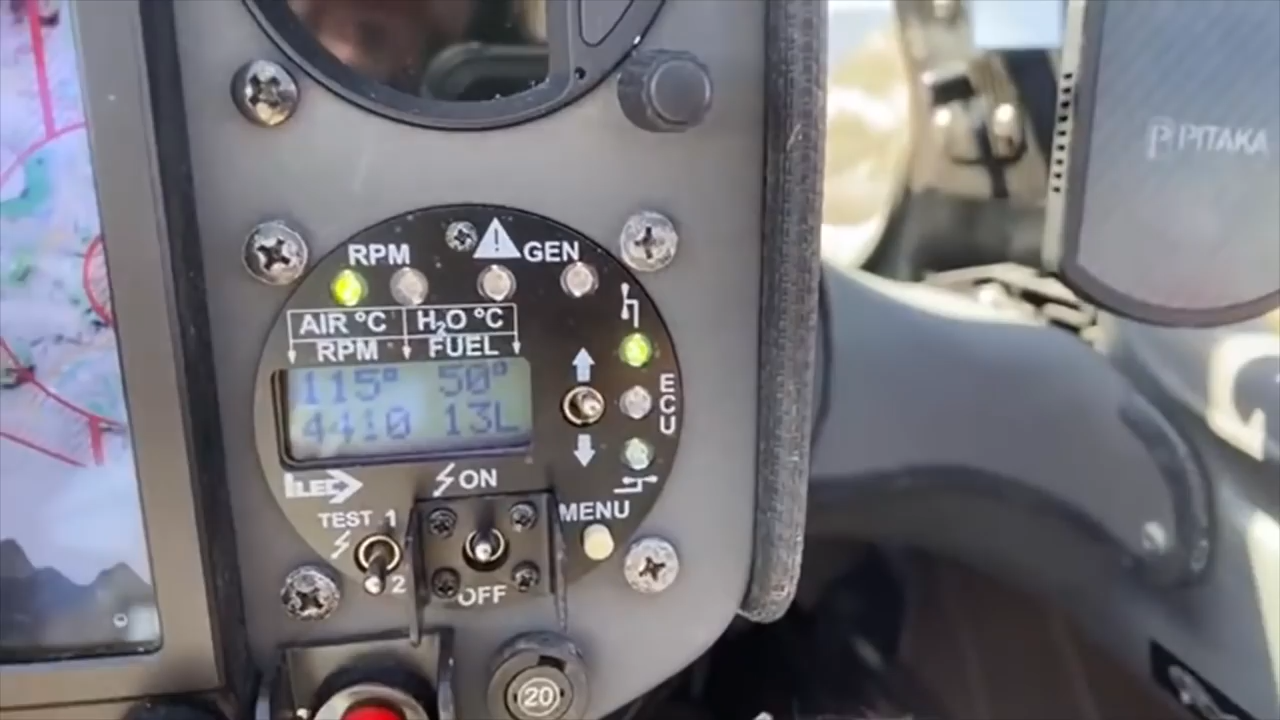 PITAKA
RPM
! GEN
AIR °C H₂O °C
RPM FUEL
115° 50°
4410 13L
ECU
ILEC
ON
TEST 1
MENU
2
OFF
20